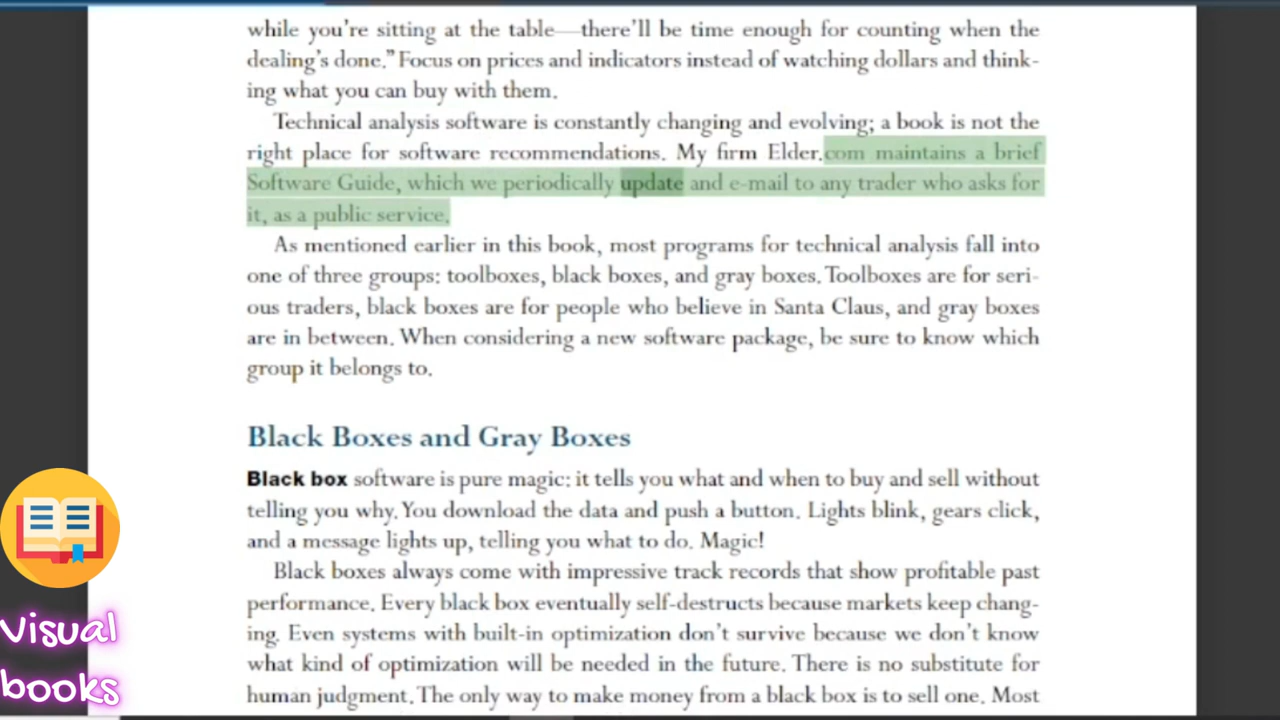 while you're sitting at the table—there'll be time enough for counting when the
dealing's done." Focus on prices and indicators instead of watching dollars and think-
ing what you can buy with them.
Technical analysis software is constantly changing and evolving; a book is not the
right place for software recommendations. My firm Elder.com maintains a brief
Software Guide, which we periodically update and e-mail to any trader who asks for
it, as a public service.
As mentioned earlier in this book, most programs for technical analysis fall into
one of three groups: toolboxes, black boxes, and gray boxes. Toolboxes are for seri-
ous traders, black boxes are for people who believe in Santa Claus, and gray boxes
are in between. When considering a new software package, be sure to know which
group it belongs to.
Black Boxes and Gray Boxes
Black box software is pure magic: it tells you what and when to buy and sell without
telling you why. You download the data and push a button. Lights blink, gears click,
and a message lights up, telling you what to do. Magic!
Black boxes always come with impressive track records that show profitable past
performance. Every black box eventually self-destructs because markets keep chang-
ing. Even systems with built-in optimization don't survive because we don't know
what kind of optimization will be needed in the future. There is no substitute for
human judgment. The only way to make money from a black box is to sell one. Most
Visual
books